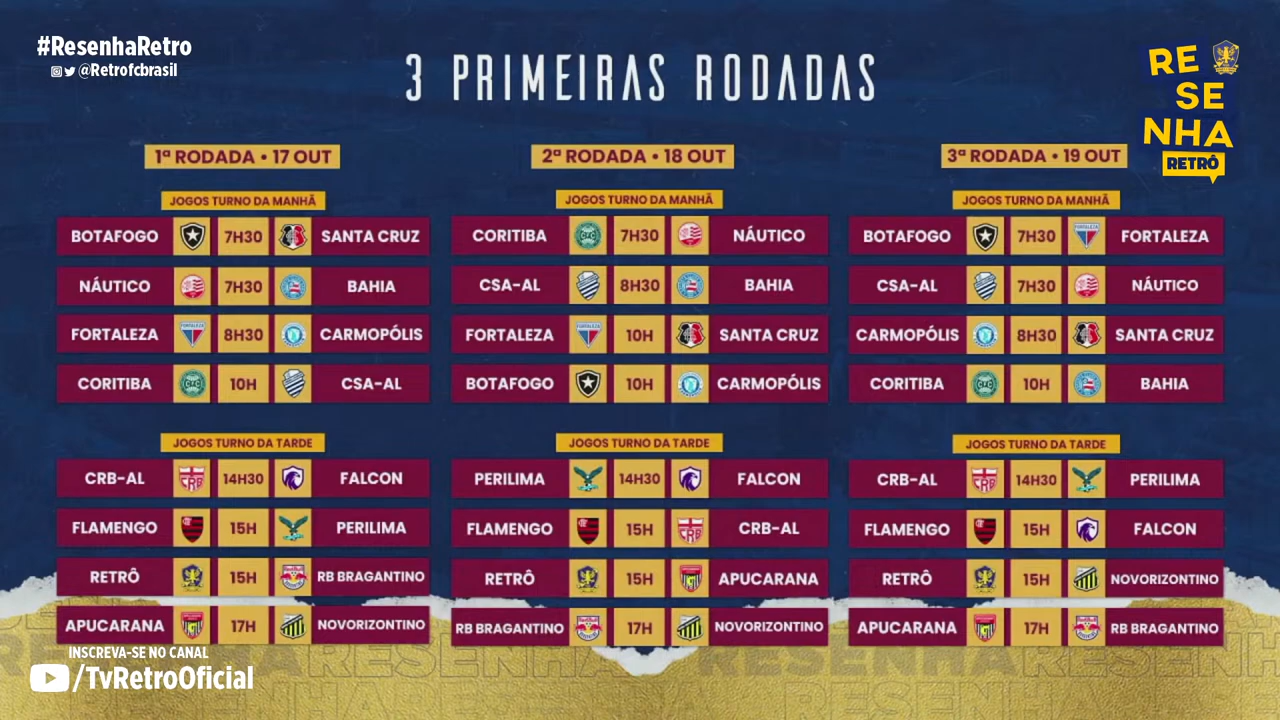 #ResenhaRetro
@Retrofcbrasil
3 PRIMEIRAS RODADAS
RE
SE
NHA
RETRÔ
1ª RODADA • 17 OUT
JOGOS TURNO DA MANHÃ
BOTAFOGO 7H30 SANTA CRUZ
NÁUTICO 7H30 BAHIA
FORTALEZA 8H30 CARMOPÓLIS
CORITIBA 10H CSA-AL
JOGOS TURNO DA TARDE
CRB-AL 14H30 FALCON
FLAMENGO 15H PERILIMA
RETRÔ 15H RB BRAGANTINO
APUCARANA 17H NOVORIZONTINO
2ª RODADA • 18 OUT
JOGOS TURNO DA MANHÃ
CORITIBA 7H30 NÁUTICO
CSA-AL 8H30 BAHIA
FORTALEZA 10H SANTA CRUZ
BOTAFOGO 10H CARMOPÓLIS
JOGOS TURNO DA TARDE
PERILIMA 14H30 FALCON
FLAMENGO 15H CRB-AL
RETRÔ 15H APUCARANA
RB BRAGANTINO 17H NOVORIZONTINO
3ª RODADA • 19 OUT
JOGOS TURNO DA MANHÃ
BOTAFOGO 7H30 FORTALEZA
CSA-AL 7H30 NÁUTICO
CARMOPÓLIS 8H30 SANTA CRUZ
CORITIBA 10H BAHIA
JOGOS TURNO DA TARDE
CRB-AL 14H30 PERILIMA
FLAMENGO 15H FALCON
RETRÔ 15H NOVORIZONTINO
APUCARANA 17H RB BRAGANTINO
INSCREVA-SE NO CANAL
/TvRetroOficial